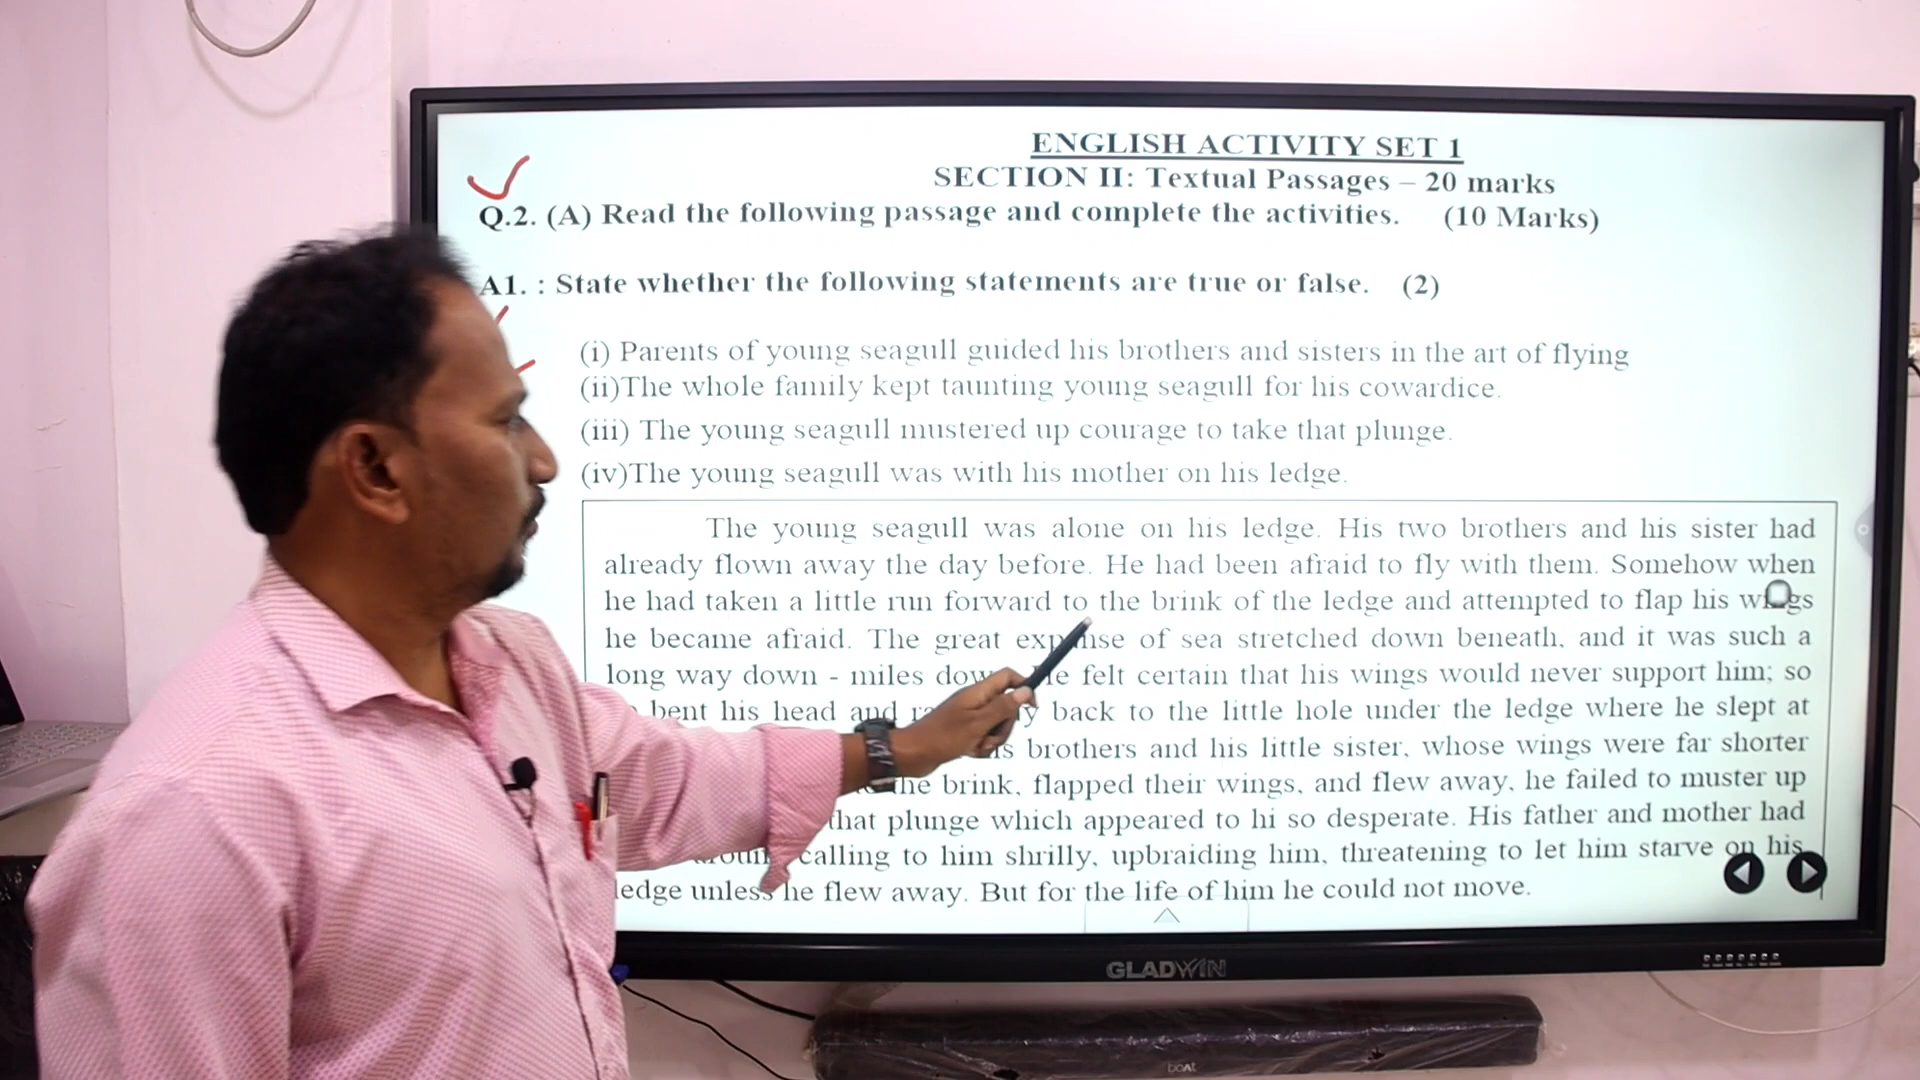 ENGLISH ACTIVITY SET 1
SECTION II: Textual Passages – 20 marks
Q.2. (A) Read the following passage and complete the activities. (10 Marks)
A1. : State whether the following statements are true or false. (2)
(i) Parents of young seagull guided his brothers and sisters in the art of flying
(ii)The whole family kept taunting young seagull for his cowardice.
(iii) The young seagull mustered up courage to take that plunge.
(iv)The young seagull was with his mother on his ledge.
The young seagull was alone on his ledge. His two brothers and his sister had
already flown away the day before. He had been afraid to fly with them. Somehow when
he had taken a little run forward to the brink of the ledge and attempted to flap his wings
he became afraid. The great expanse of sea stretched down beneath, and it was such a
long way down - miles down. He felt certain that his wings would never support him; so
bent his head and back to the little hole under the ledge where he slept at
brothers and his little sister, whose wings were far shorter
the brink, flapped their wings, and flew away, he failed to muster up
that plunge which appeared to hi so desperate. His father and mother had
around calling to him shrilly, upbraiding him, threatening to let him starve on his
ledge unless he flew away. But for the life of him he could not move.
GLADWIN
boAt